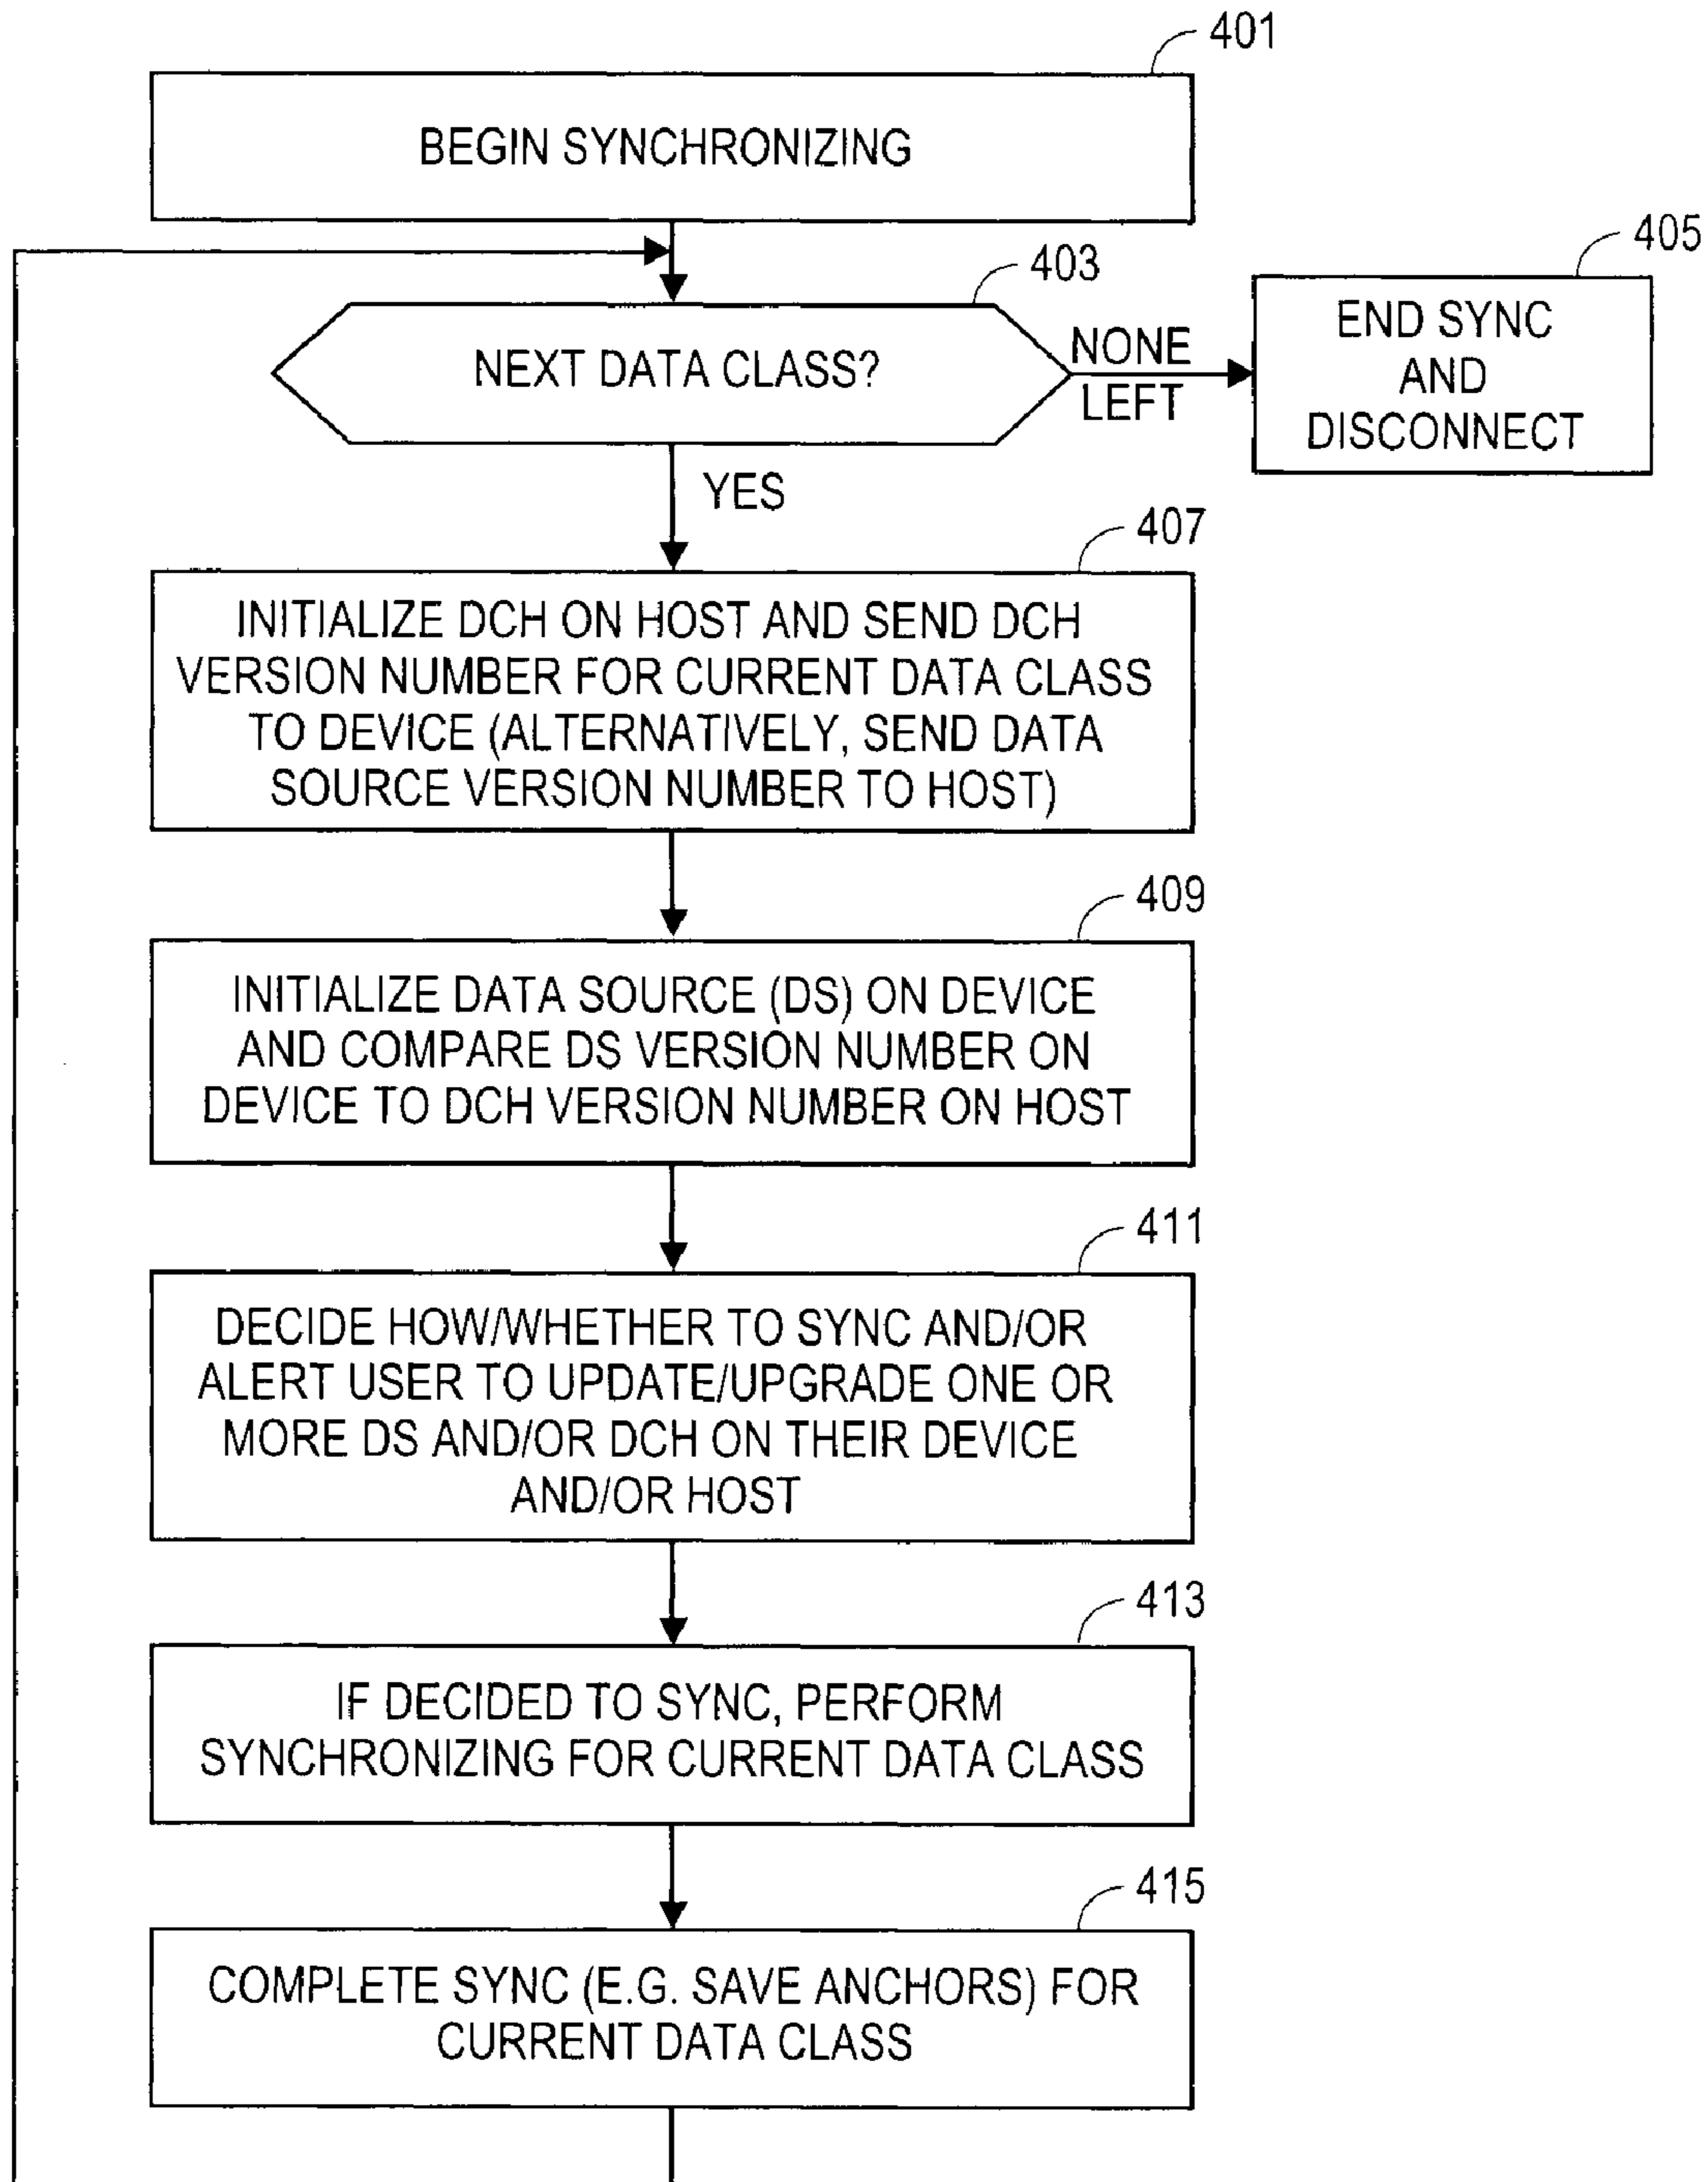 401
BEGIN SYNCHRONIZING
403
NEXT DATA CLASS?
NONE
LEFT
405
END SYNC
AND
DISCONNECT
YES
407
INITIALIZE DCH ON HOST AND SEND DCH
VERSION NUMBER FOR CURRENT DATA CLASS
TO DEVICE (ALTERNATIVELY, SEND DATA
SOURCE VERSION NUMBER TO HOST)
409
INITIALIZE DATA SOURCE (DS) ON DEVICE
AND COMPARE DS VERSION NUMBER ON
DEVICE TO DCH VERSION NUMBER ON HOST
411
DECIDE HOW/WHETHER TO SYNC AND/OR
ALERT USER TO UPDATE/UPGRADE ONE OR
MORE DS AND/OR DCH ON THEIR DEVICE
AND/OR HOST
413
IF DECIDED TO SYNC, PERFORM
SYNCHRONIZING FOR CURRENT DATA CLASS
415
COMPLETE SYNC (E.G. SAVE ANCHORS) FOR
CURRENT DATA CLASS